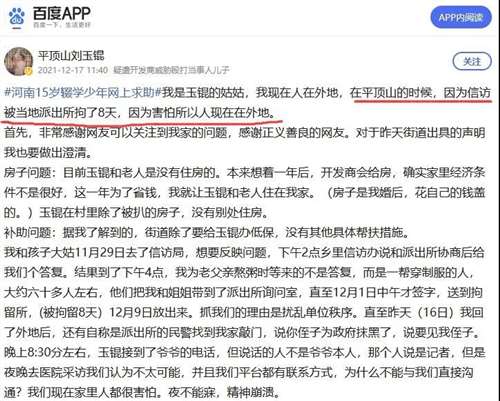 百度APP
百度一下，生活更好
APP内阅读
平顶山刘玉锟
2021-12-17 11:40 疑遭开发商威胁殴打当事人儿子
关注
#河南15岁辍学少年网上求助#我是玉锟的姑姑，我现在人在外地，在平顶山的时候，因为信访
被当地派出所拘了8天，因为害怕所以人现在在外地。
首先，非常感谢网友可以关注到我家的问题，感谢正义善良的网友。对于昨天街道出具的声明
我也要做出澄清。
房子问题：目前玉锟和老人是没有住房的。本来想着一年后，开发商会给房，确实家里经济条
件不是很好，这一年为了省钱，我就让玉锟和老人住在我家。（房子是我婚后，花自己的钱盖
的。）玉锟在村里除了被扒的房子，没有别处住房。
补助问题：据我了解到的，街道除了要给玉锟办低保，没有其他具体帮扶措施。
我和孩子大姑11月29日去了信访局，想要反映问题，下午2点乡里信访办说和派出所协商后给
我们个答复。结果到了下午4点，我为老父亲熬粥时等来的不是答复，而是一帮穿制服的人，
大约六十多人左右，他们把我和姐姐带到了派出所询问室，直至12月1日中午才签字，送到拘
留所，(被拘留8天）12月9日放出来。抓我们的理由是扰乱单位秩序。直至昨天（16日）我回
了外地后，还有自称是派出所的民警找到我家敲门，说你侄子为政府抹黑了，说要见我侄子。
晚上8:30分左右，玉锟接到了爷爷的电话，但说话的人不是爷爷本人，那个人说是记者，但是
夜晚去医院采访我们认为不太可能，并且我们平台都有联系方式，为什么不能与我们直接沟
通？我们现在家里人都很害怕。夜不能寐，精神崩溃。